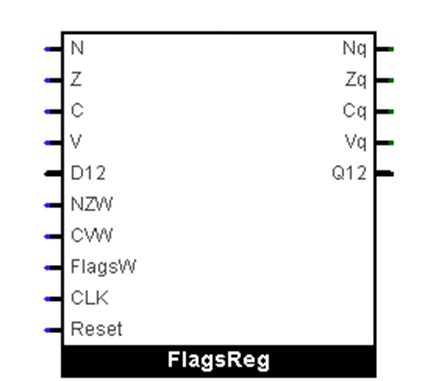 N Nq
Z Zq
C Cq
V Vq
D12 Q12
NZW
CVW
FlagsW
CLK
Reset
FlagsReg